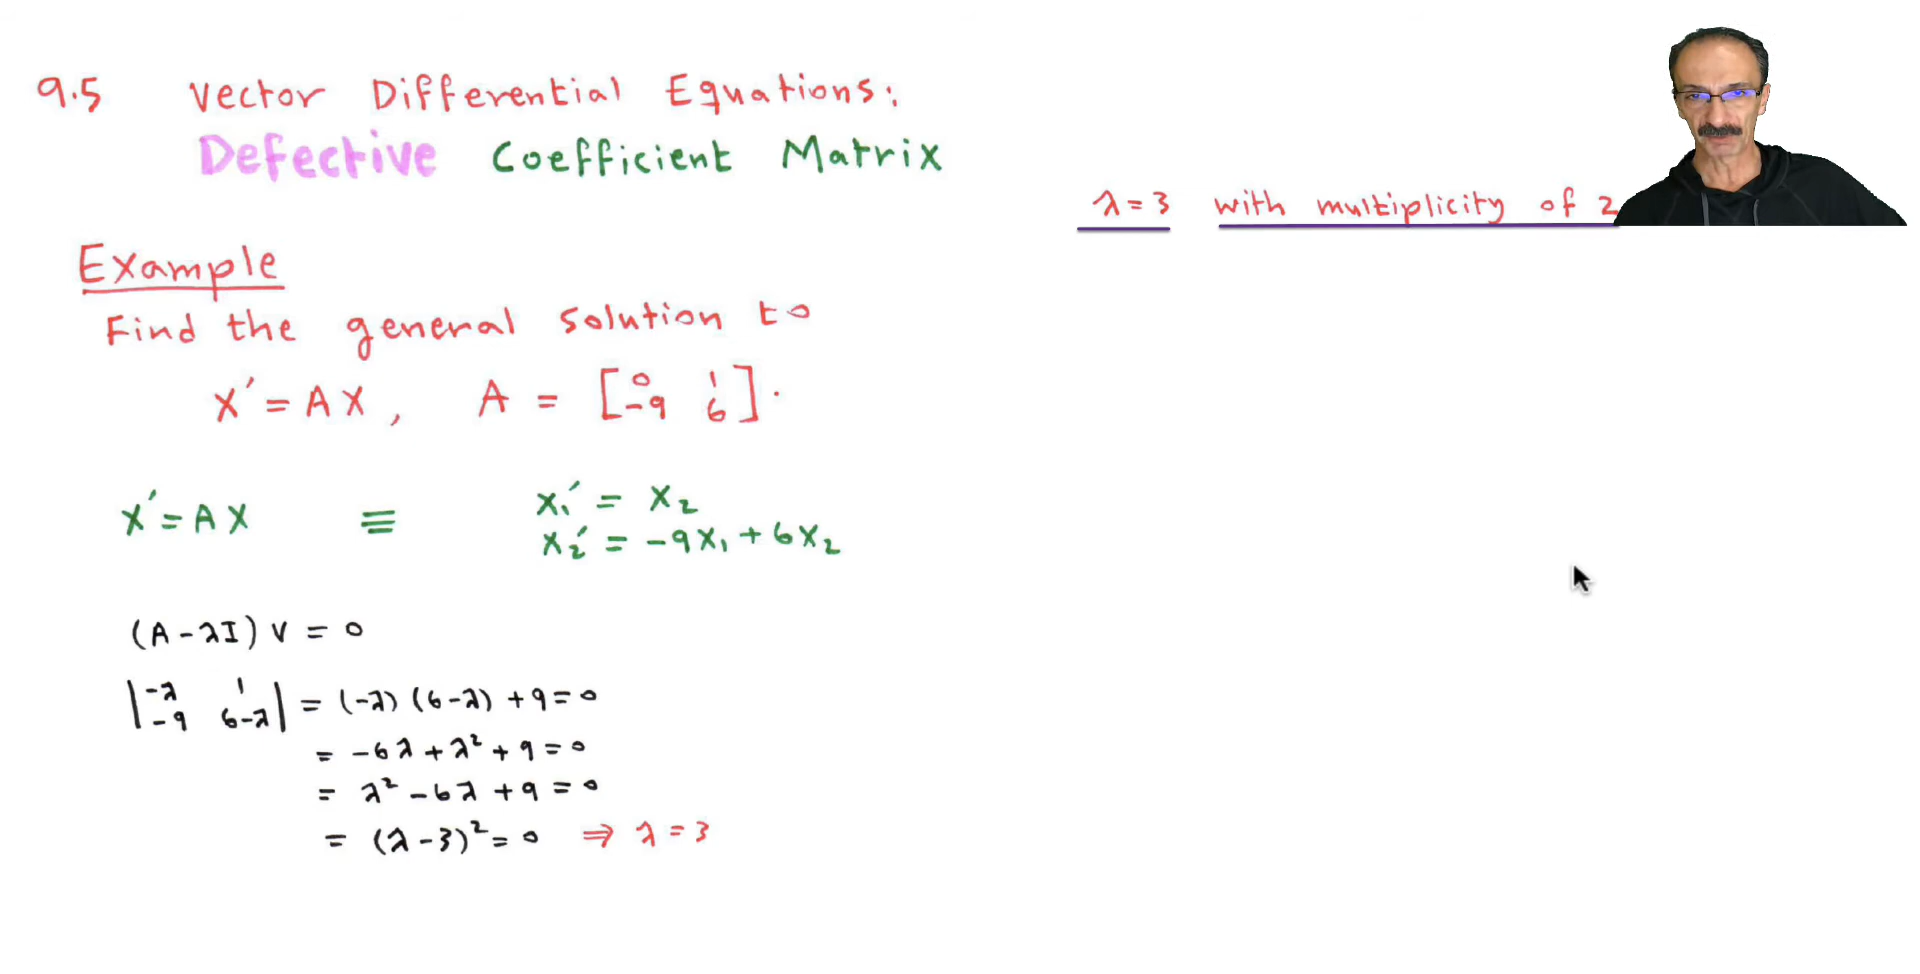 9.5 Vector Differential Equations:
Defective Coefficient Matrix
λ = 3 with multiplicity of 2
Example
Find the general solution to
X' = AX, A = [0 1; -9 6].
X' = AX ≡ x₁' = x₂
x₂' = -9x₁ + 6x₂
(A - λI) V = 0
|-λ 1; -9 6-λ| = (-λ)(6-λ) + 9 = 0
= -6λ + λ² + 9 = 0
= λ² - 6λ + 9 = 0
= (λ - 3)² = 0 ⇒ λ = 3